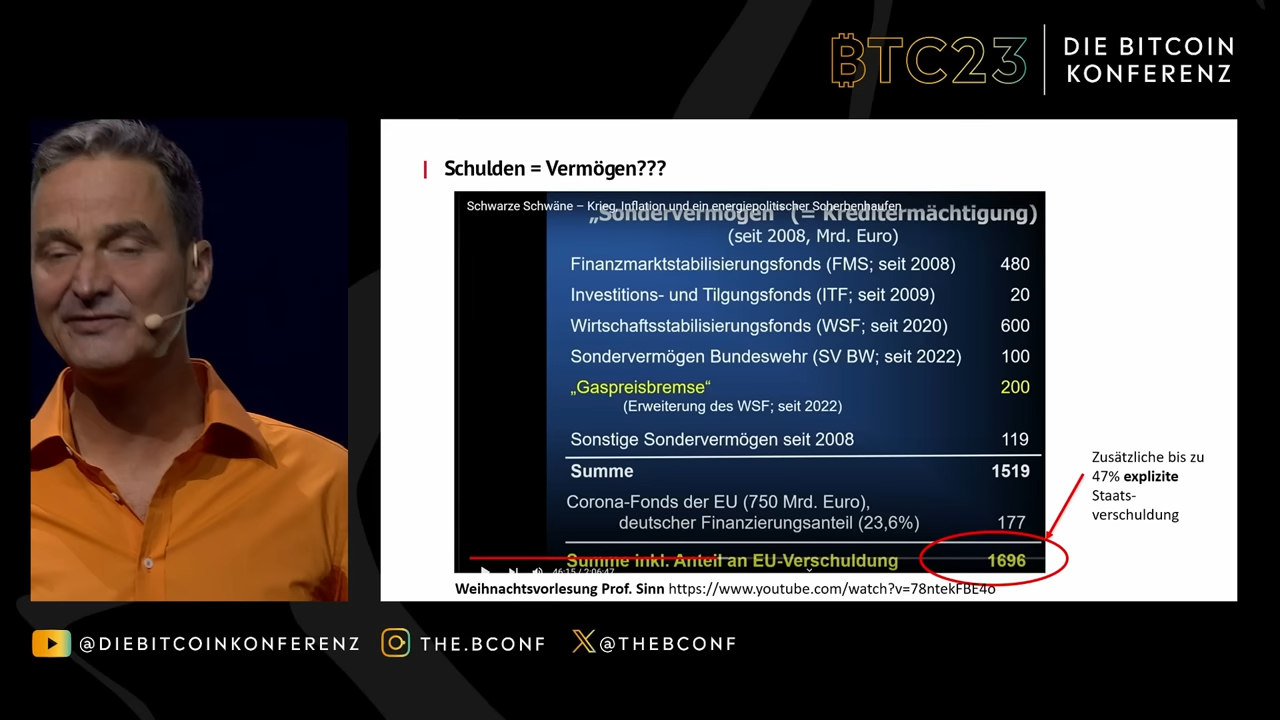 BTC23
DIE BITCOIN
KONFERENZ
Schulden = Vermögen???
Schwarze Schwäne – Krieg, Inflation und ein energiepolitischer Scherbenhaufen
„Sondervermögen“ (= Kreditermächtigung)
(seit 2008, Mrd. Euro)
Finanzmarktstabilisierungsfonds (FMS; seit 2008) 480
Investitions- und Tilgungsfonds (ITF; seit 2009) 20
Wirtschaftsstabilisierungsfonds (WSF; seit 2020) 600
Sondervermögen Bundeswehr (SV BW; seit 2022) 100
„Gaspreisbremse“ 200
(Erweiterung des WSF; seit 2022)
Sonstige Sondervermögen seit 2008 119
Summe 1519
Corona-Fonds der EU (750 Mrd. Euro),
deutscher Finanzierungsanteil (23,6%) 177
Summe inkl. Anteil an EU-Verschuldung 1696
46:15 / 2:06:47
Zusätzliche bis zu
47% explizite
Staats-
verschuldung
Weihnachtsvorlesung Prof. Sinn https://www.youtube.com/watch?v=78ntekFBE4o
@DIEBITCOINKONFERENZ THE.BCONF @THEBCONF